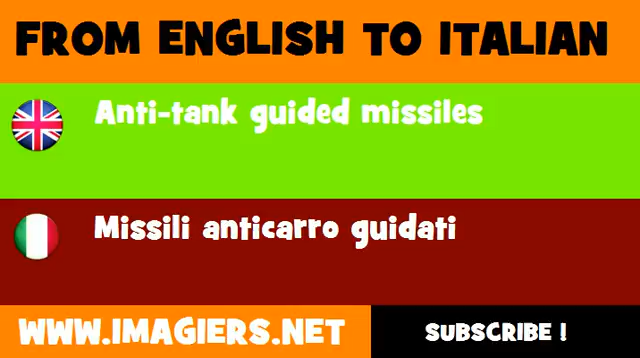 FROM ENGLISH TO ITALIAN
Anti-tank guided missiles
Missili anticarro guidati
WWW.IMAGIERS.NET
SUBSCRIBE !